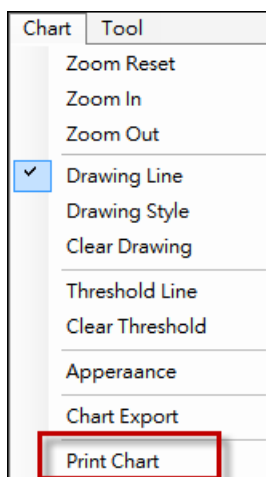 Chart Tool
Zoom Reset
Zoom In
Zoom Out
Drawing Line
Drawing Style
Clear Drawing
Threshold Line
Clear Threshold
Apperaance
Chart Export
Print Chart